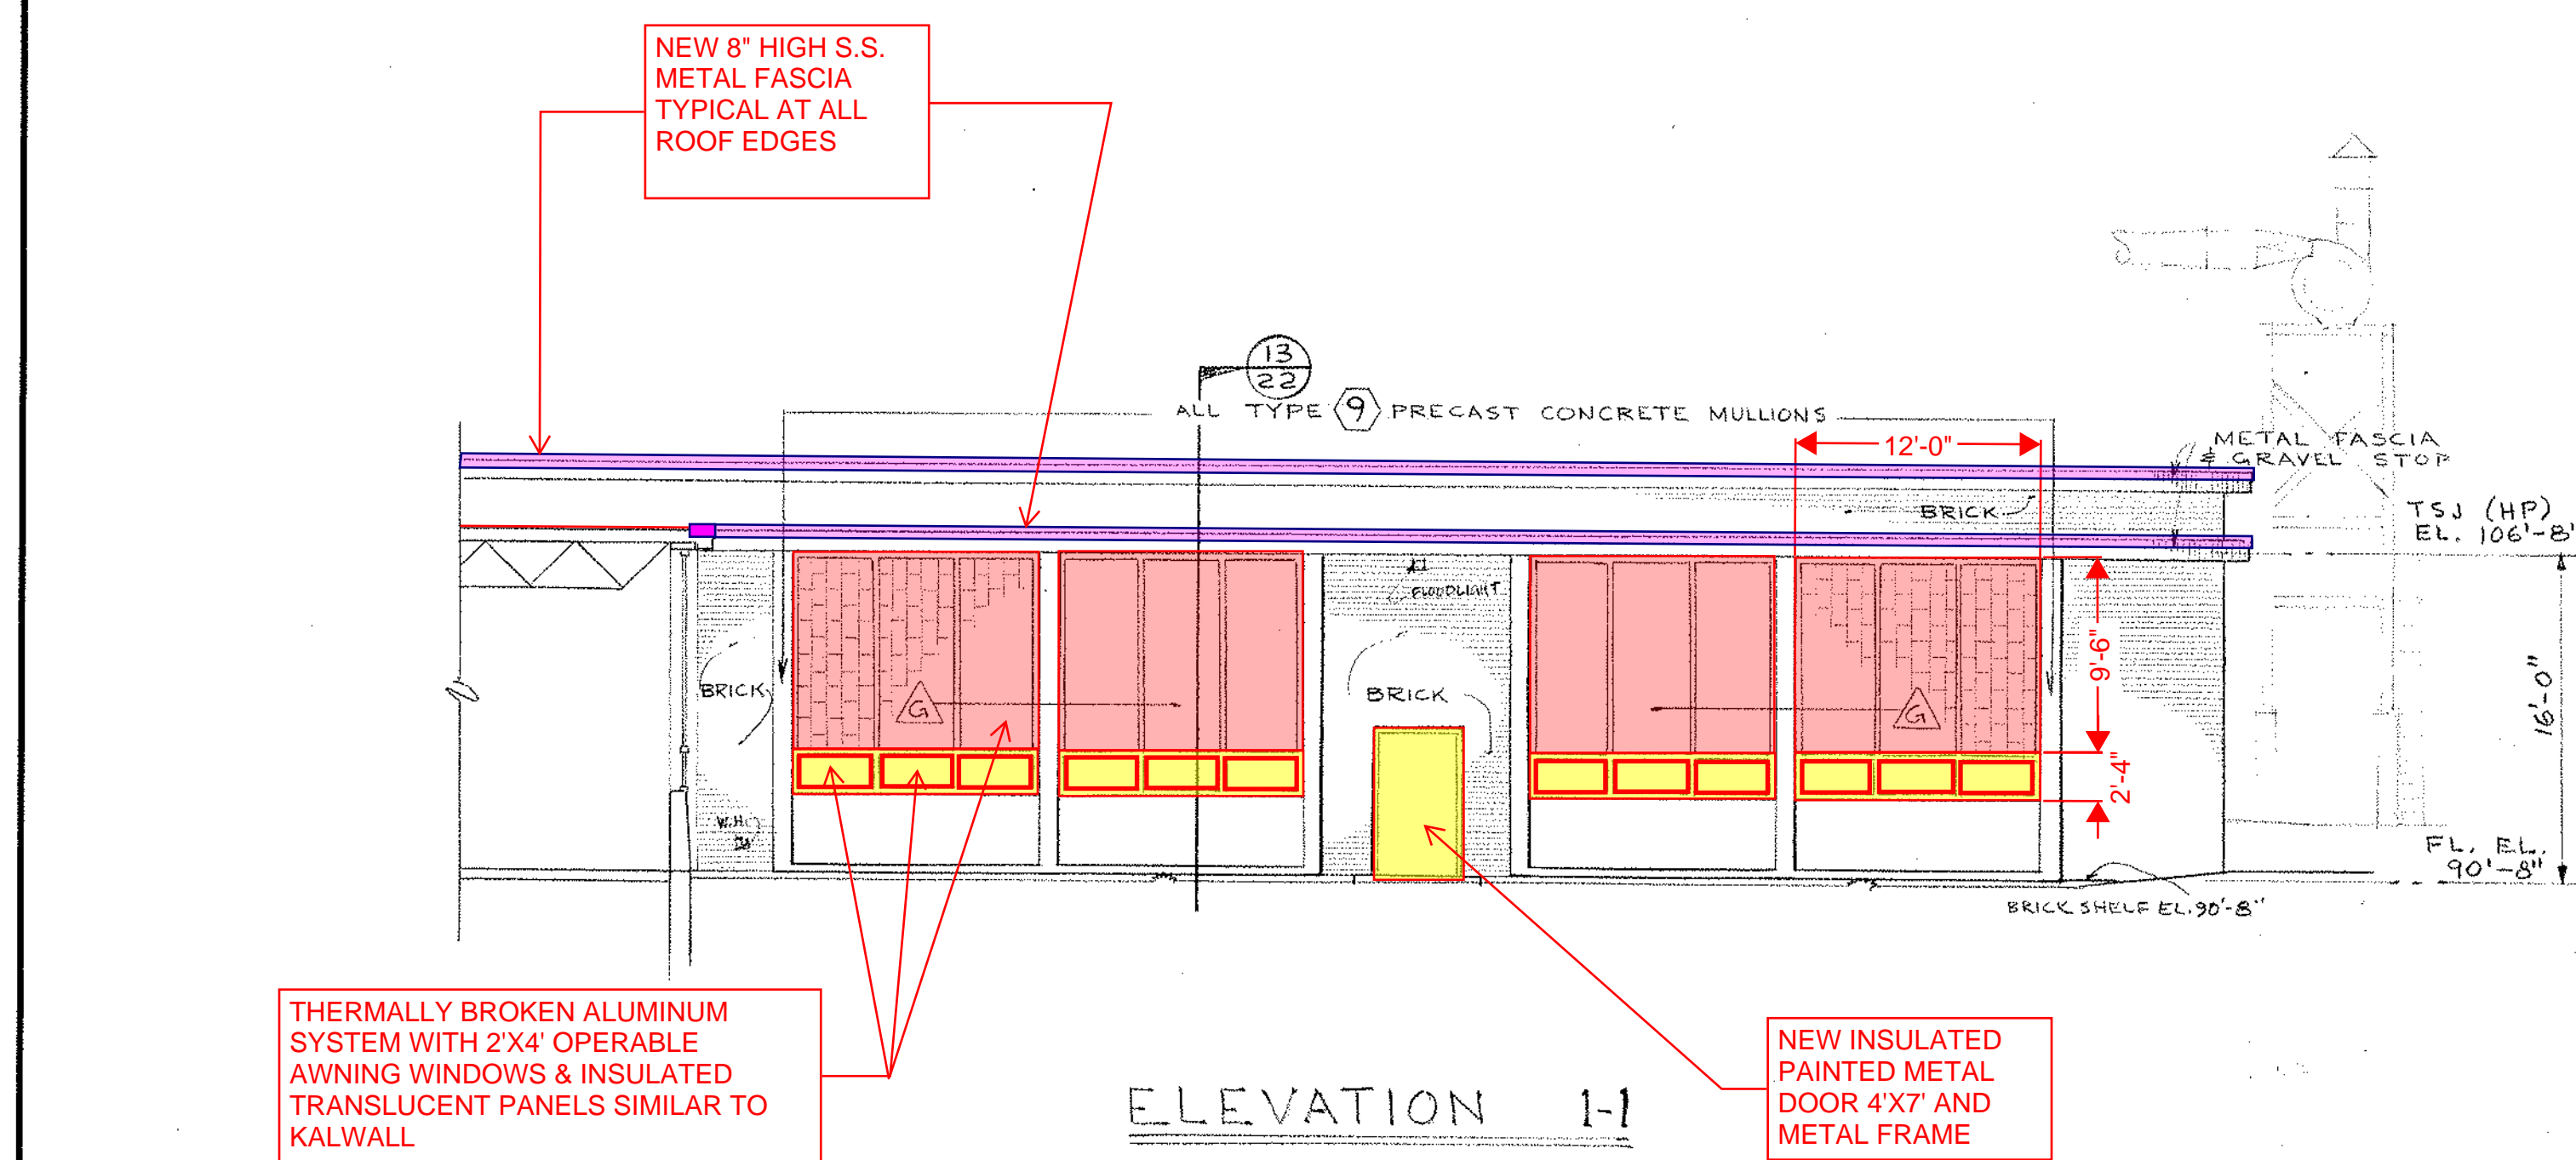 NEW 8" HIGH S.S.
METAL FASCIA
TYPICAL AT ALL
ROOF EDGES
13
22
ALL TYPE 9 PRECAST CONCRETE MULLIONS
12'-0"
METAL FASCIA
& GRAVEL STOP
BRICK
TSJ (HP)
EL. 106'-8"
FLOODLIGHT
9'-6"
16'-0"
BRICK
BRICK
G
G
2'-4"
W.H.
FL. EL.
90'-8"
BRICK SHELF EL. 90'-8"
THERMALLY BROKEN ALUMINUM
SYSTEM WITH 2'X4' OPERABLE
AWNING WINDOWS & INSULATED
TRANSLUCENT PANELS SIMILAR TO
KALWALL
NEW INSULATED
PAINTED METAL
DOOR 4'X7' AND
METAL FRAME
ELEVATION 1-1